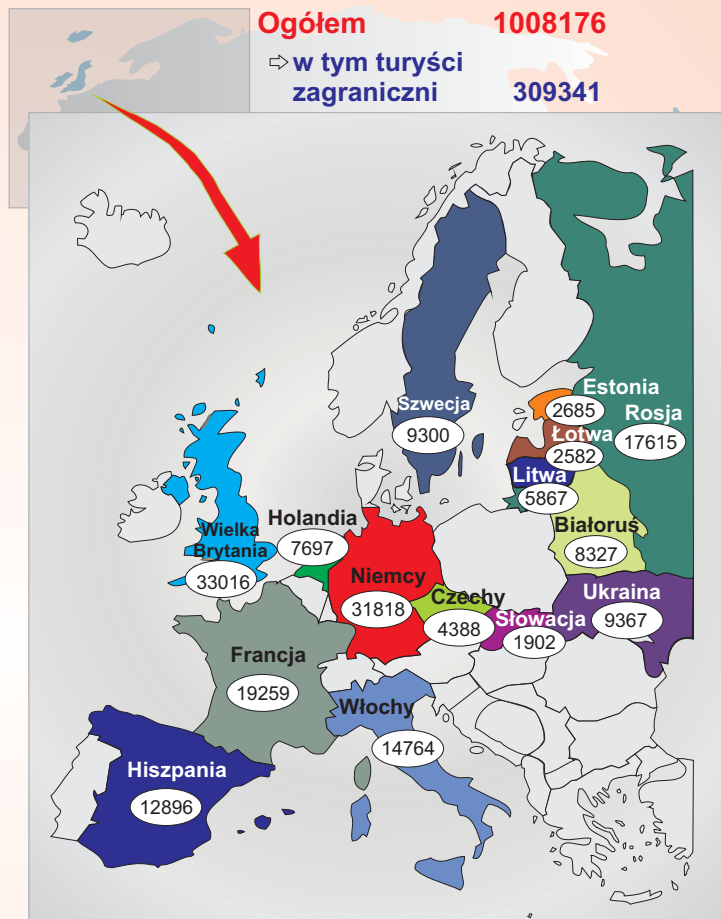 Ogółem 1008176
⇨ w tym turyści
zagraniczni 309341
Estonia
2685
Rosja
17615
Szwecja
9300
Łotwa
2582
Litwa
5867
Holandia
7697
Białoruś
8327
Wielka
Brytania
33016
Niemcy
31818
Czechy
4388
Słowacja
1902
Ukraina
9367
Francja
19259
Włochy
14764
Hiszpania
12896